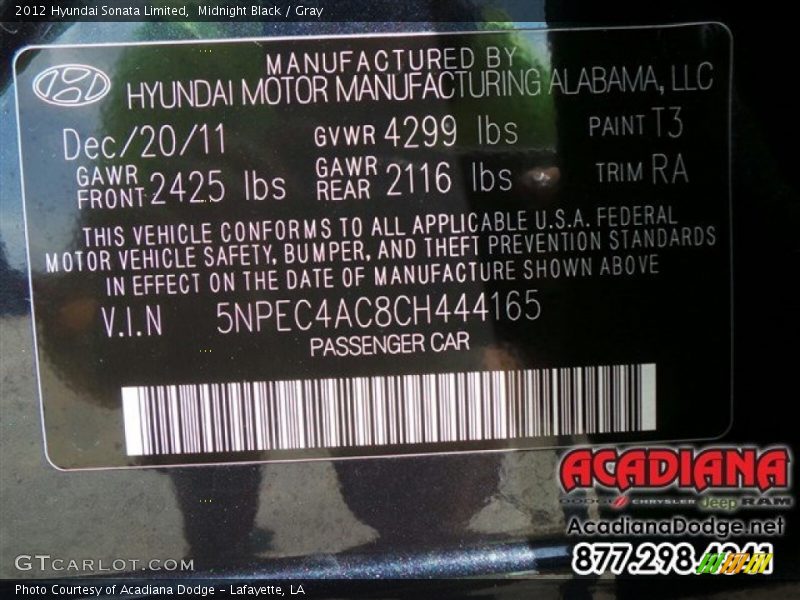 2012 Hyundai Sonata Limited,  Midnight Black / Gray
MANUFACTURED BY
HYUNDAI MOTOR MANUFACTURING ALABAMA, LLC
Dec/20/11 GVWR 4299 lbs PAINT T3
GAWR FRONT 2425 lbs GAWR REAR 2116 lbs TRIM RA
THIS VEHICLE CONFORMS TO ALL APPLICABLE U.S.A. FEDERAL
MOTOR VEHICLE SAFETY, BUMPER, AND THEFT PREVENTION STANDARDS
IN EFFECT ON THE DATE OF MANUFACTURE SHOWN ABOVE
V.I.N 5NPEC4AC8CH444165
PASSENGER CAR
ACADIANA
DODGE CHRYSLER Jeep RAM
AcadianaDodge.net
877.298
GTCARLOT.COM
Photo Courtesy of Acadiana Dodge - Lafayette, LA